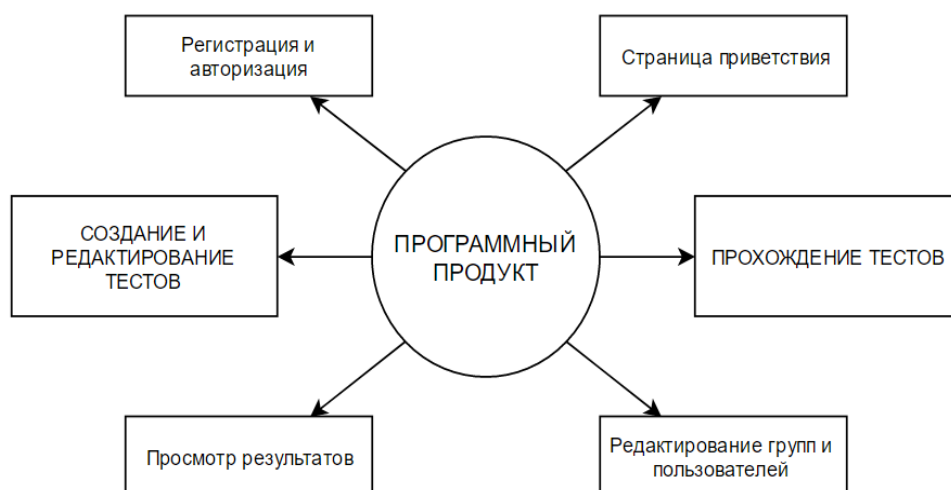 Регистрация и
авторизация
Страница приветствия
СОЗДАНИЕ И
РЕДАКТИРОВАНИЕ
ТЕСТОВ
ПРОГРАММНЫЙ
ПРОДУКТ
ПРОХОЖДЕНИЕ ТЕСТОВ
Просмотр результатов
Редактирование групп и
пользователей